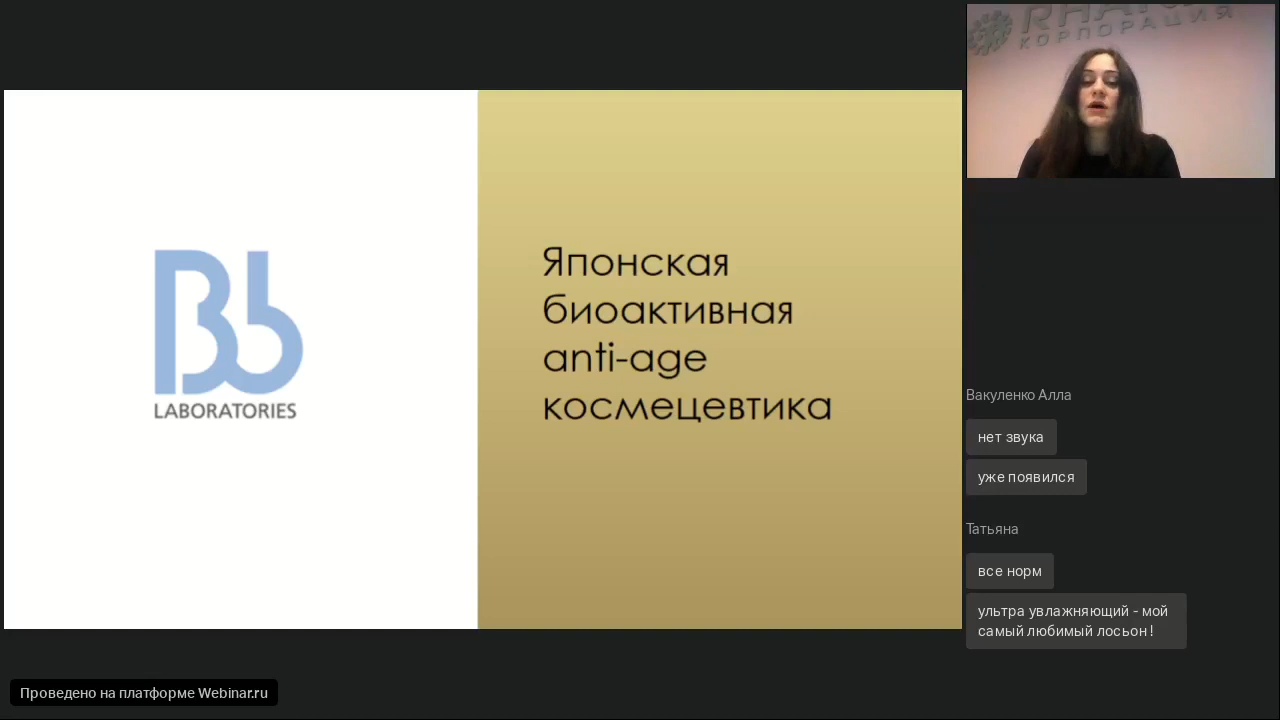 Bb
LABORATORIES
Японская
биоактивная
anti-age
космецевтика
КОРПОРАЦИЯ
Вакуленко Алла
нет звука
уже появился
Татьяна
все норм
ультра увлажняющий - мой
самый любимый лосьон !
Проведено на платформе Webinar.ru